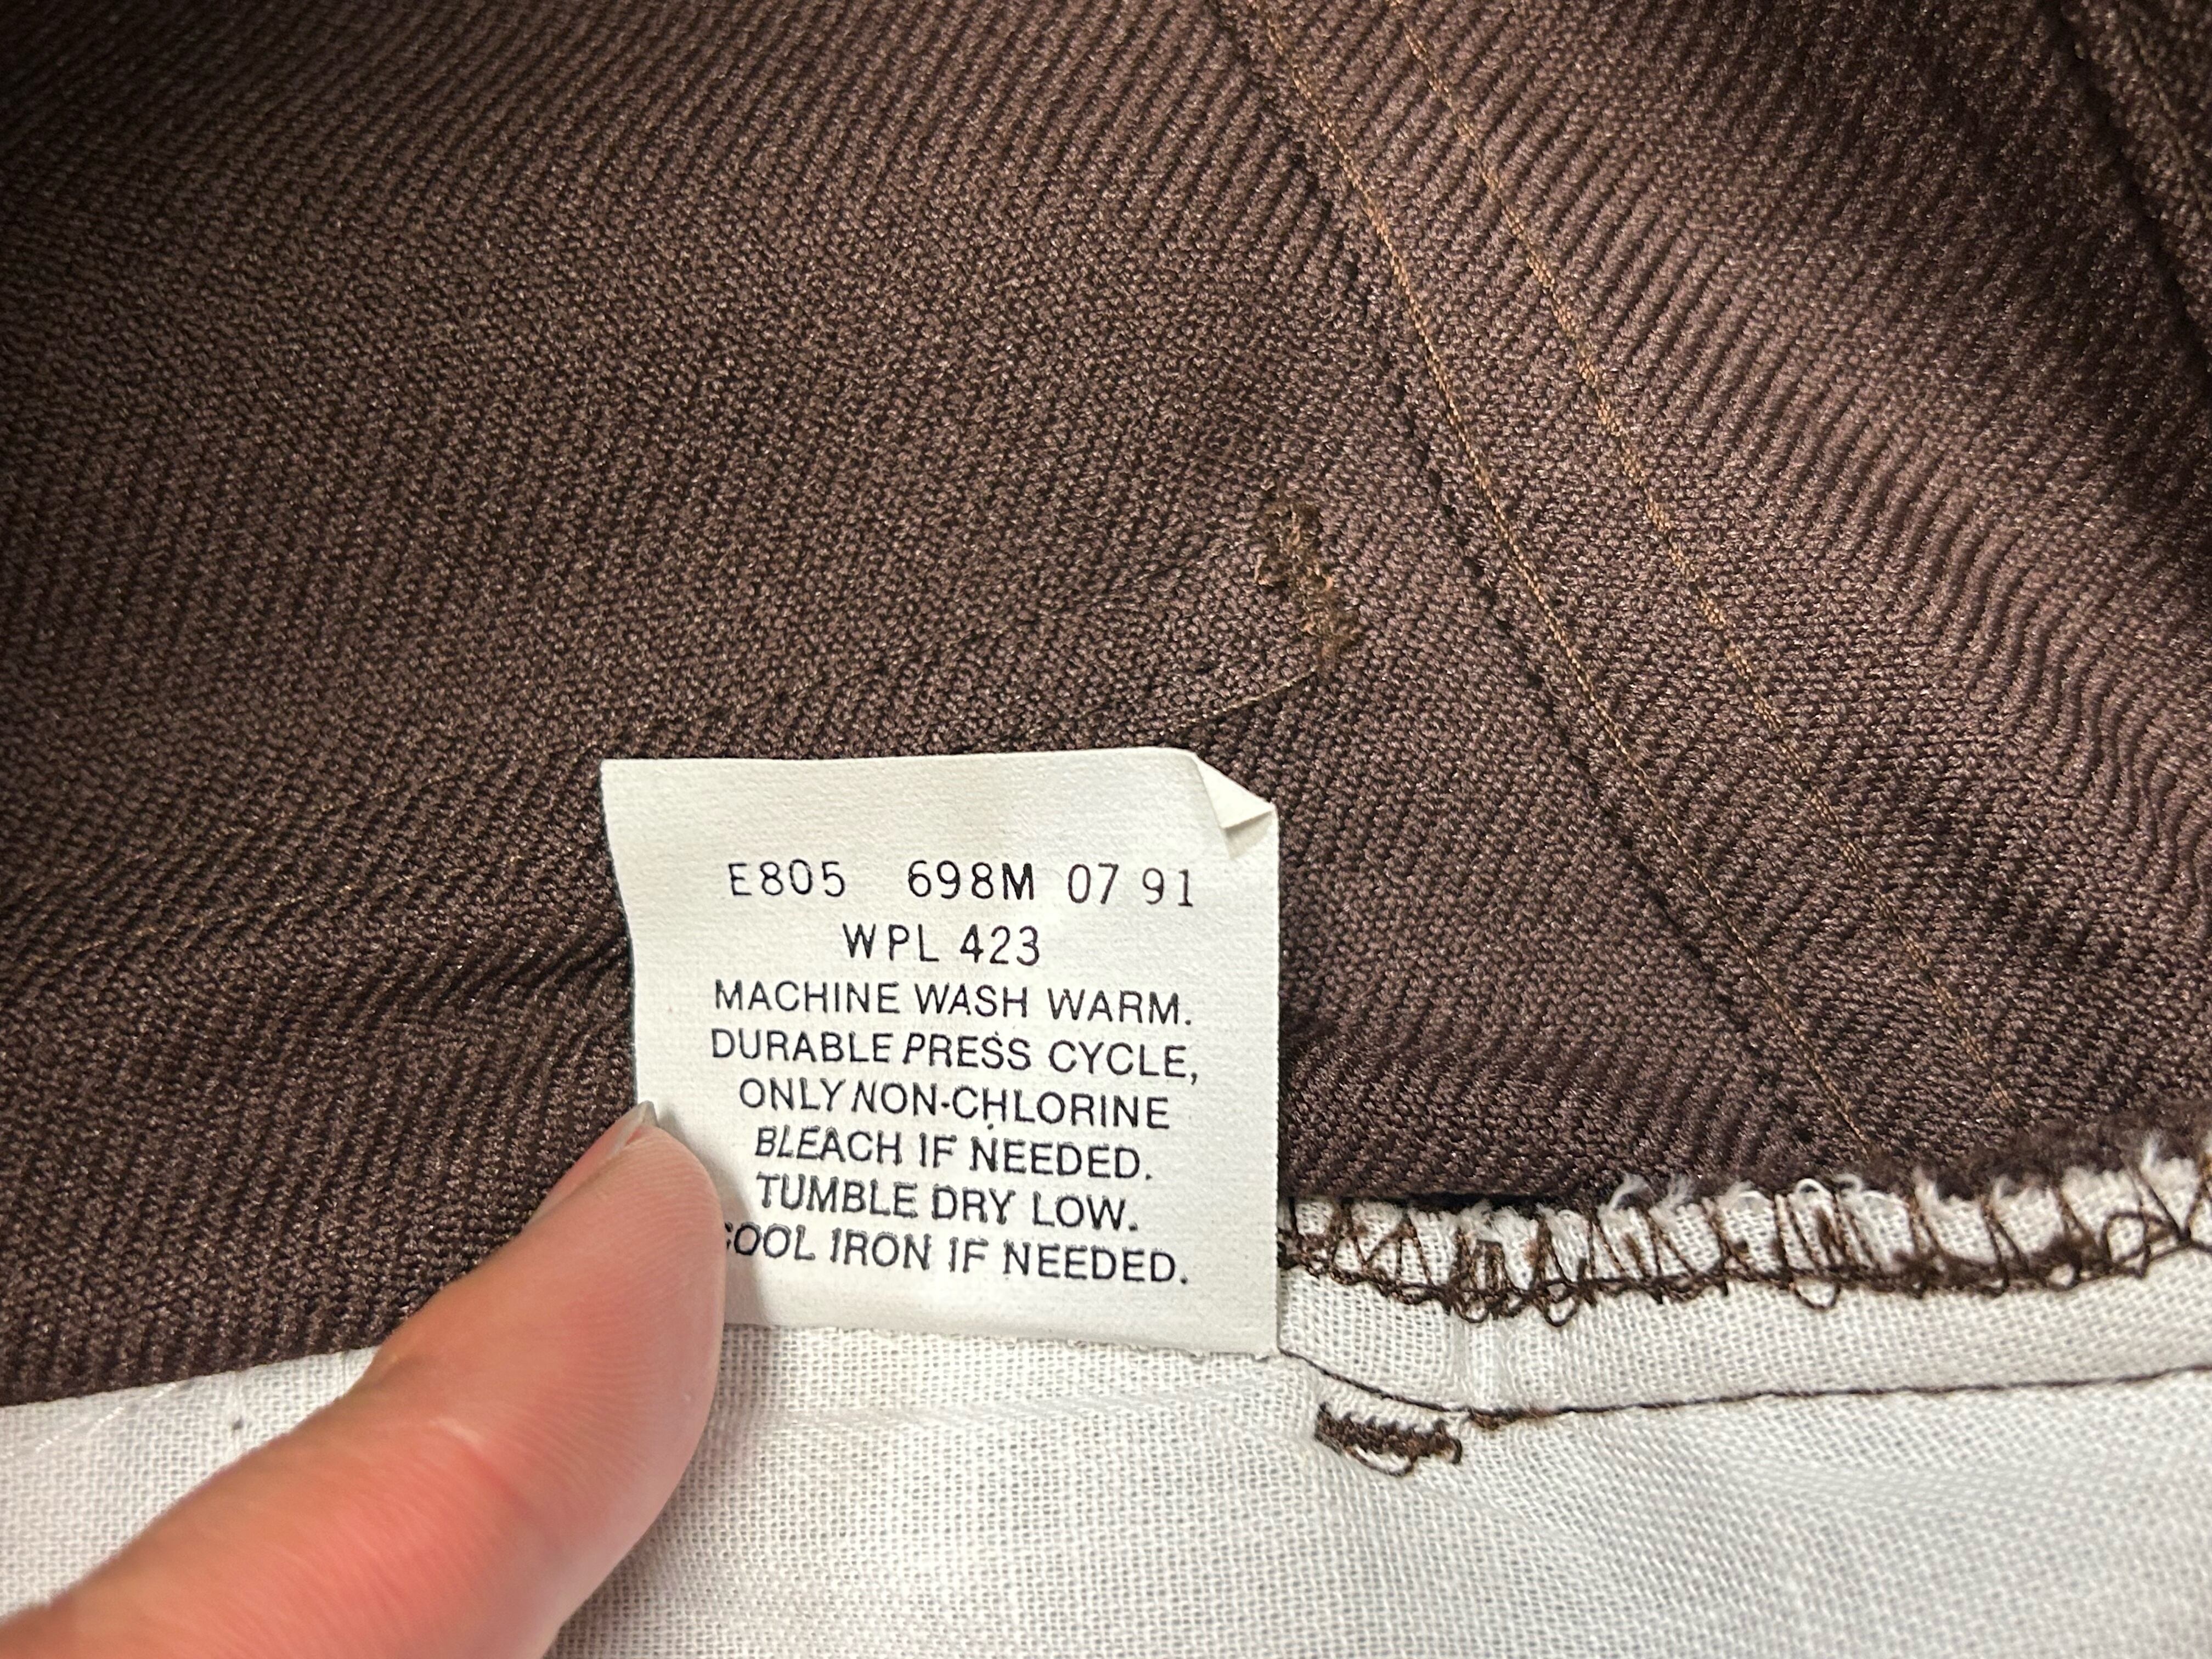 E805 698M 07 91
WPL 423
MACHINE WASH WARM.
DURABLE PRESS CYCLE,
ONLY NON-CHLORINE
BLEACH IF NEEDED.
TUMBLE DRY LOW.
COOL IRON IF NEEDED.